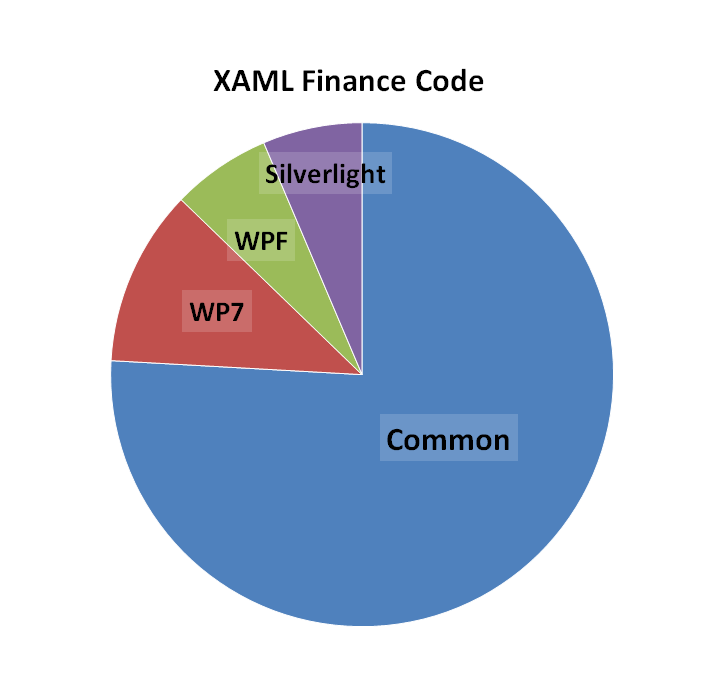 XAML Finance Code
Silverlight
WPF
WP7
Common